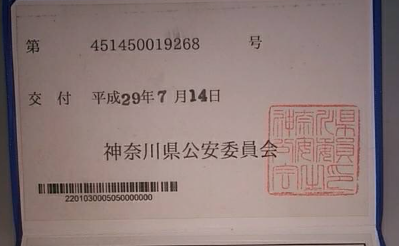 第 451450019268 号
交付 平成29年7月14日
神奈川県公安委員会
2201030005050000000